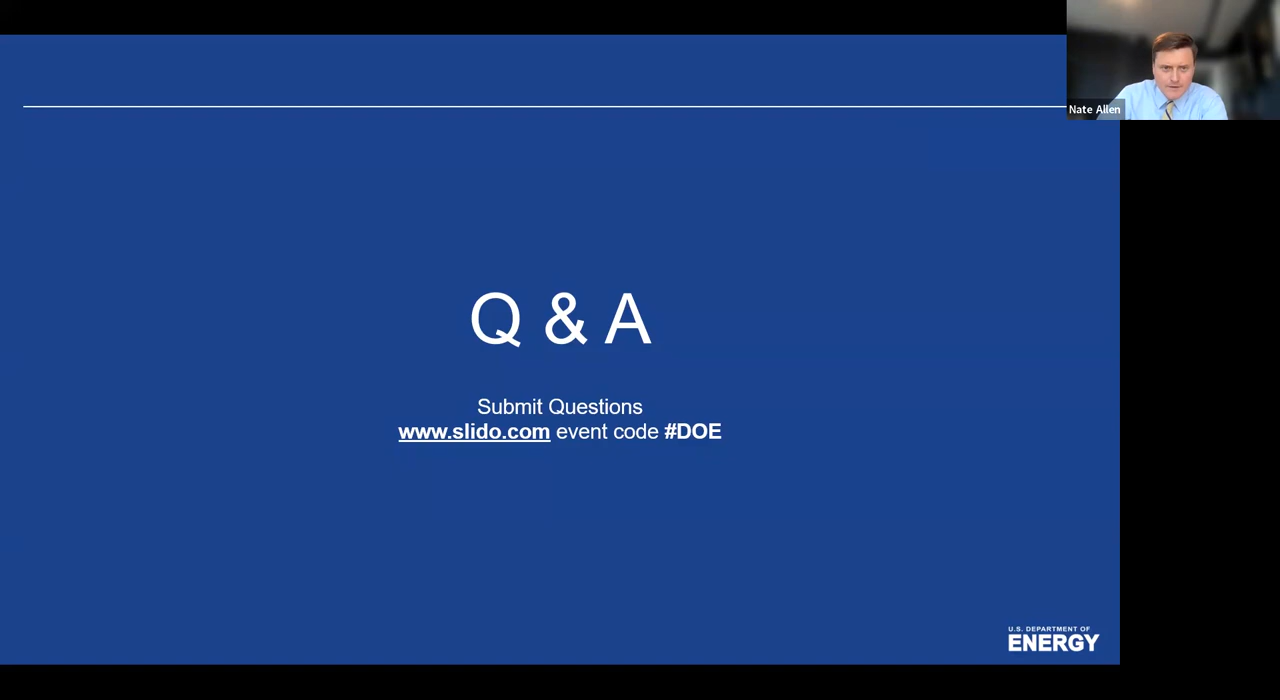 Nate Allen
Q & A
Submit Questions
www.slido.com event code #DOE
U.S. DEPARTMENT OF
ENERGY